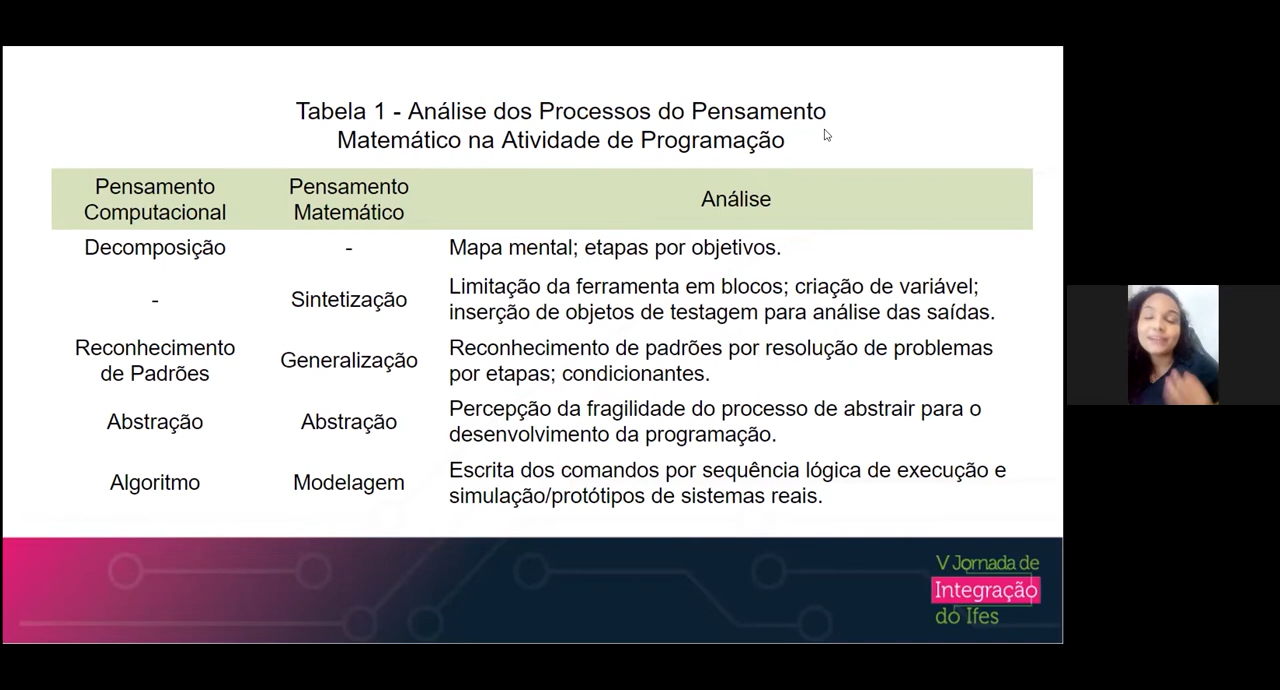 Tabela 1 - Análise dos Processos do Pensamento
Matemático na Atividade de Programação
Pensamento
Computacional
Pensamento
Matemático
Análise
Decomposição
-
Mapa mental; etapas por objetivos.
-
Sintetização
Limitação da ferramenta em blocos; criação de variável;
inserção de objetos de testagem para análise das saídas.
Reconhecimento
de Padrões
Generalização
Reconhecimento de padrões por resolução de problemas
por etapas; condicionantes.
Abstração
Abstração
Percepção da fragilidade do processo de abstrair para o
desenvolvimento da programação.
Algoritmo
Modelagem
Escrita dos comandos por sequência lógica de execução e
simulação/protótipos de sistemas reais.
V Jornada de
Integração
do Ifes